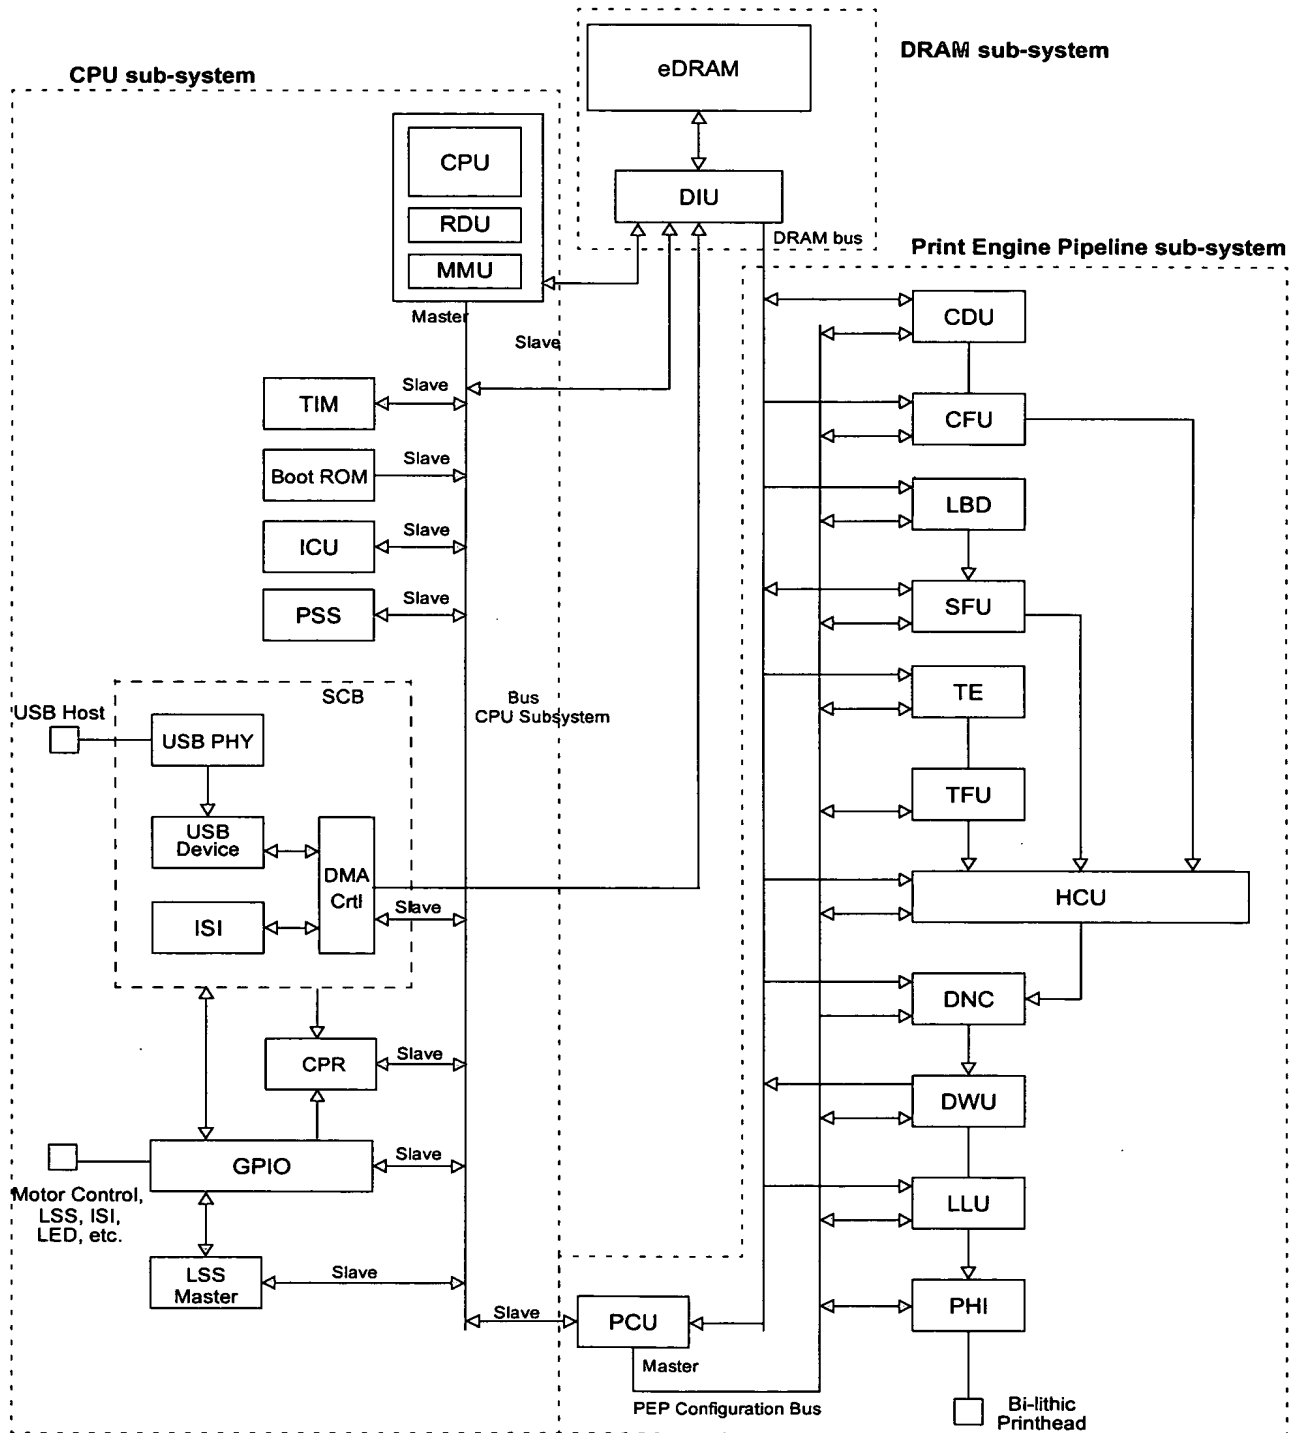 DRAM sub-system
CPU sub-system
eDRAM
CPU
RDU
MMU
Master
DIU
DRAM bus
Print Engine Pipeline sub-system
Slave
CDU
TIM
Slave
CFU
Boot ROM
Slave
LBD
ICU
Slave
PSS
Slave
SFU
SCB
Bus
CPU Subsystem
TE
USB Host
USB PHY
TFU
USB
Device
DMA
Crtl
Slave
HCU
ISI
DNC
CPR
Slave
DWU
GPIO
Slave
Motor Control,
LSS, ISI,
LED, etc.
LLU
LSS
Master
Slave
PHI
Slave
PCU
Master
PEP Configuration Bus
Bi-lithic
Printhead